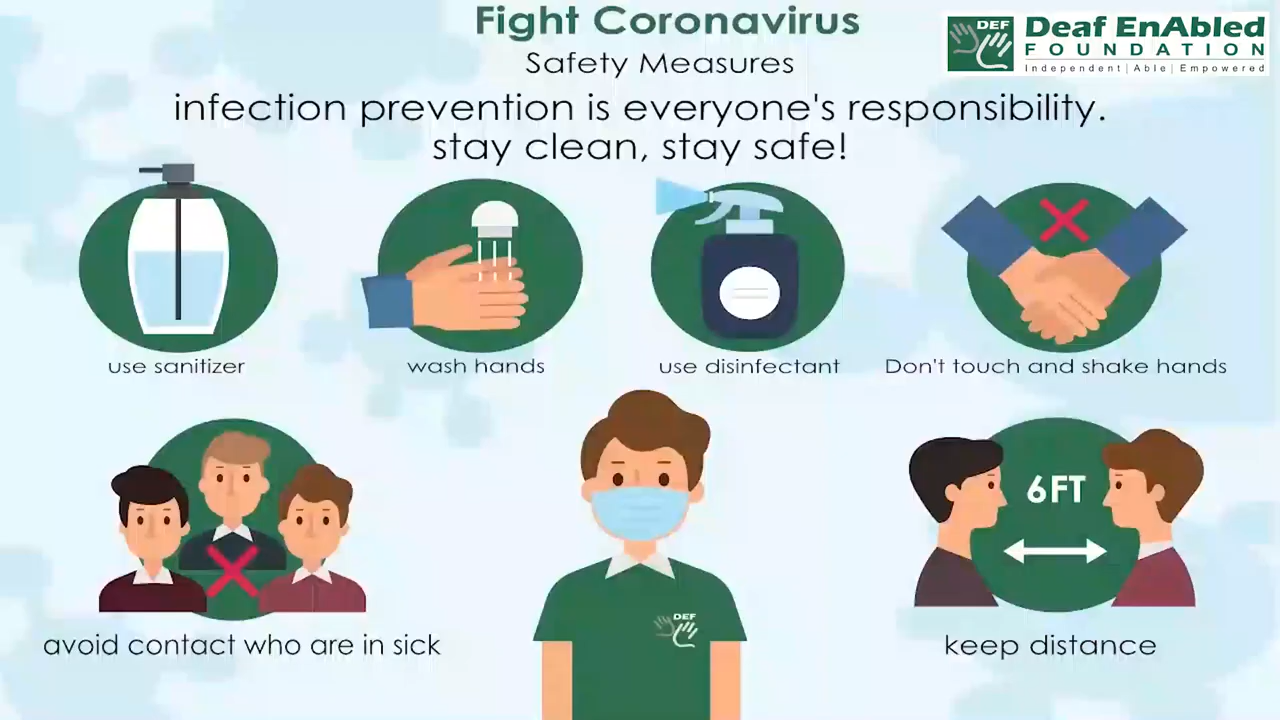 Fight Coronavirus
Safety Measures
DEF
Deaf EnAbled
FOUNDATION
Independent | Able | Empowered
infection prevention is everyone's responsibility.
stay clean, stay safe!
use sanitizer
wash hands
use disinfectant
Don't touch and shake hands
6FT
DEF
avoid contact who are in sick
keep distance